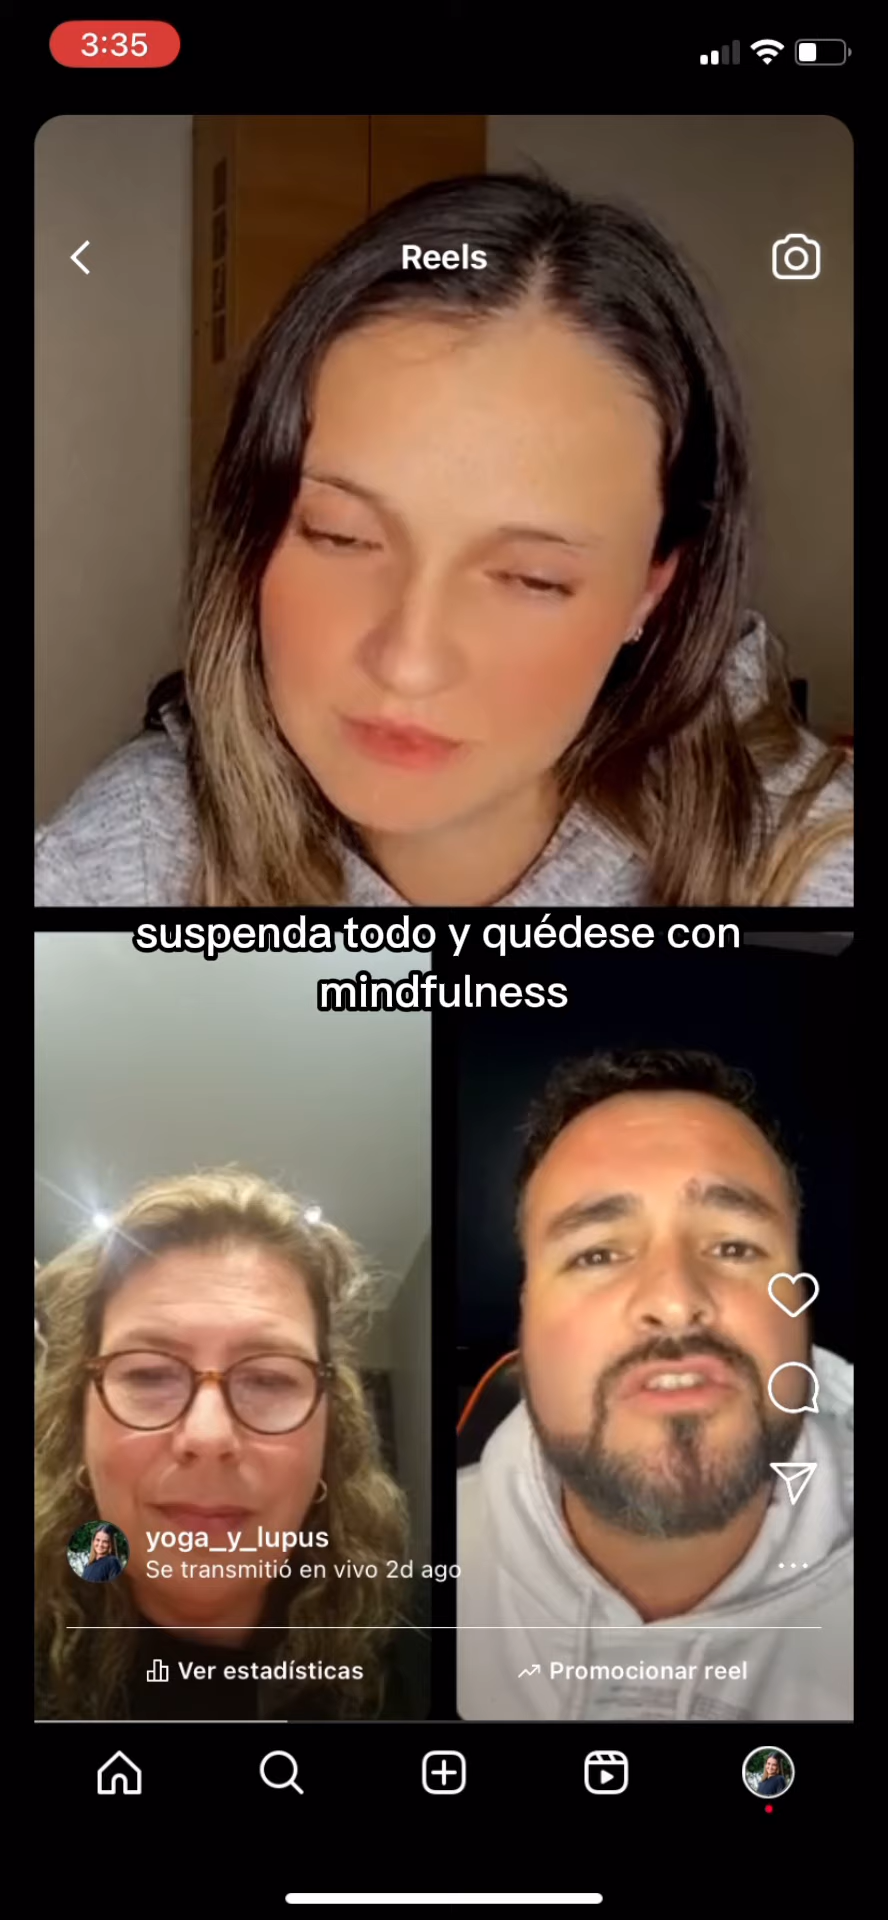 3:35
Reels
suspenda todo y quédese con
mindfulness
yoga_y_lupus
Se transmitió en vivo 2d ago
Ver estadísticas
Promocionar reel